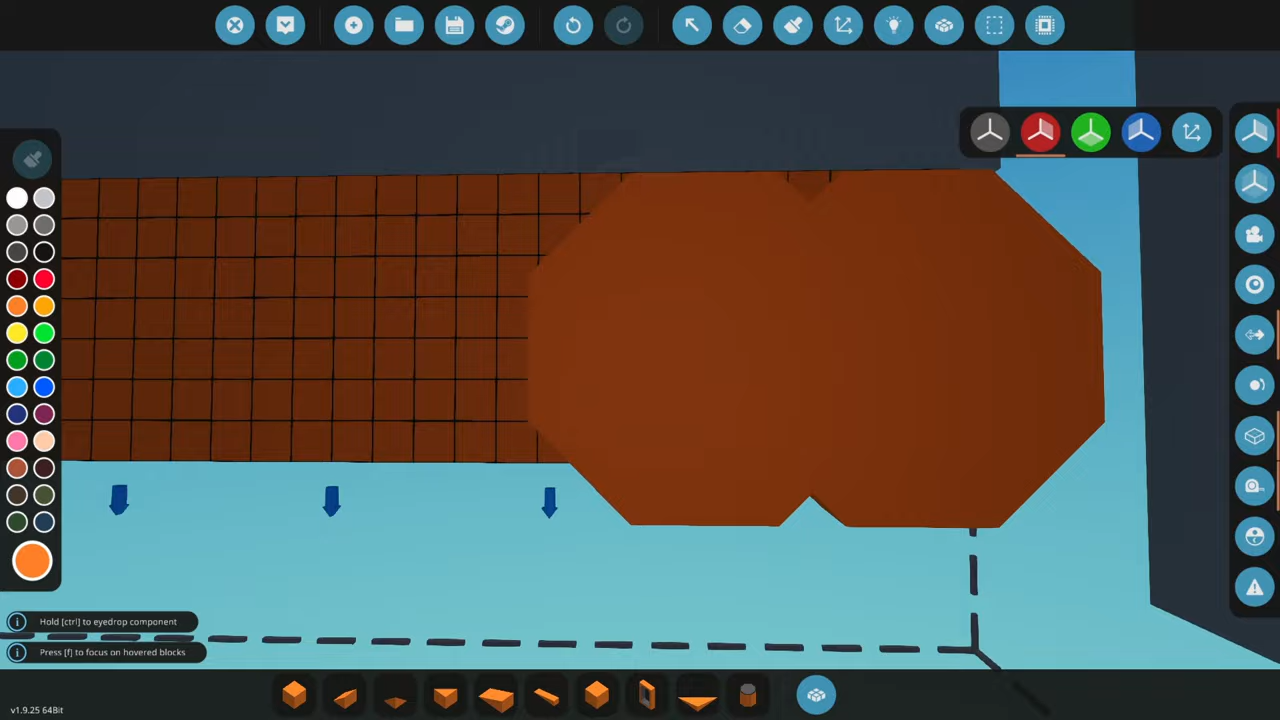 Hold [ctrl] to eyedrop component
Press [f] to focus on hovered blocks
v1.9.25 64Bit